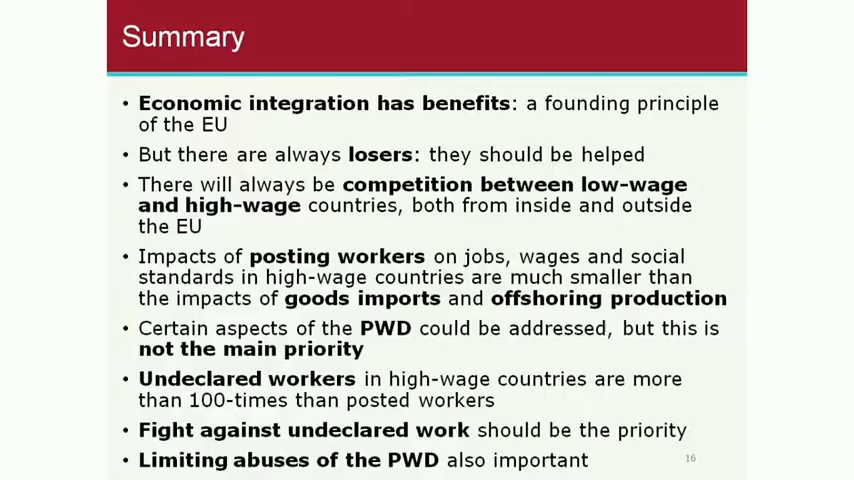 Summary
• Economic integration has benefits: a founding principle
of the EU
• But there are always losers: they should be helped
• There will always be competition between low-wage
and high-wage countries, both from inside and outside
the EU
• Impacts of posting workers on jobs, wages and social
standards in high-wage countries are much smaller than
the impacts of goods imports and offshoring production
• Certain aspects of the PWD could be addressed, but this is
not the main priority
• Undeclared workers in high-wage countries are more
than 100-times than posted workers
• Fight against undeclared work should be the priority
• Limiting abuses of the PWD also important
16